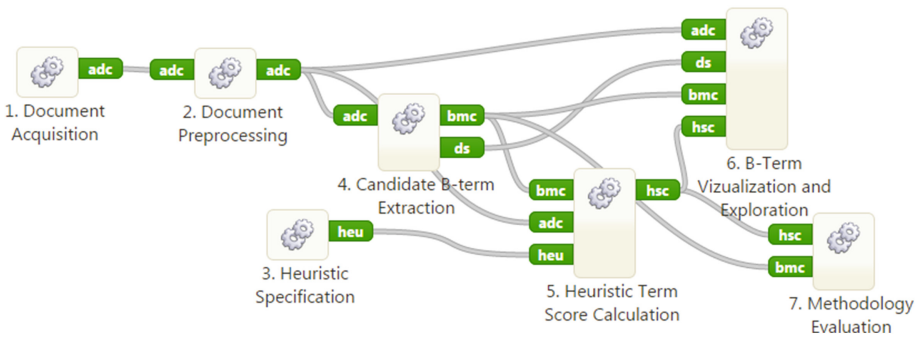 adc
adc
adc
1. Document
Acquisition
2. Document
Preprocessing
adc
bmc
ds
4. Candidate B-term
Extraction
heu
3. Heuristic
Specification
bmc
adc
heu
hsc
5. Heuristic Term
Score Calculation
adc
ds
bmc
hsc
6. B-Term
Vizualization and
Exploration
hsc
bmc
7. Methodology
Evaluation